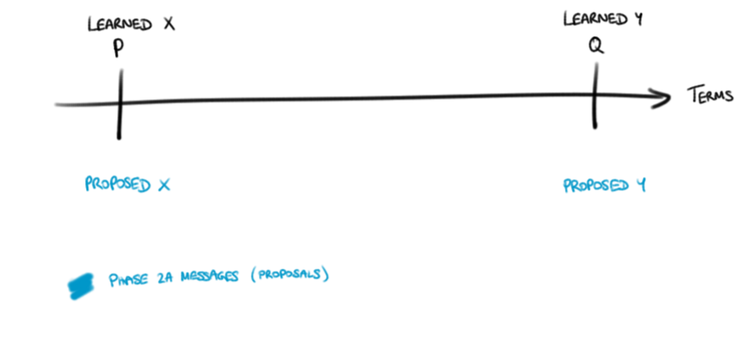 LEARNED X
P
LEARNED Y
Q
TERMS
PROPOSED X
PROPOSED Y
PHASE 2A MESSAGES (PROPOSALS)